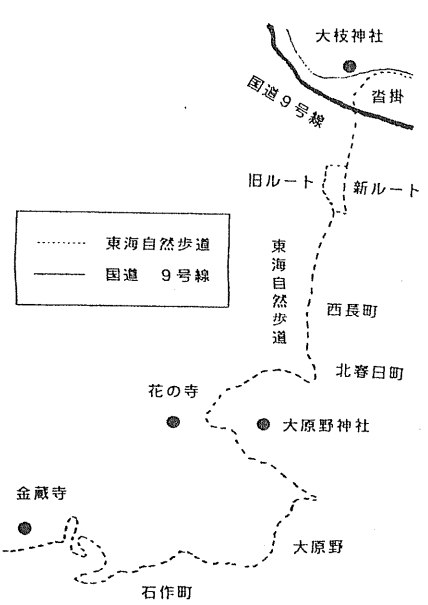 大枝神社
沓掛
国道9号線
旧ルート
新ルート
東海自然歩道
国道 9号線
東海自然歩道
西長町
北春日町
花の寺
大原野神社
金蔵寺
大原野
石作町